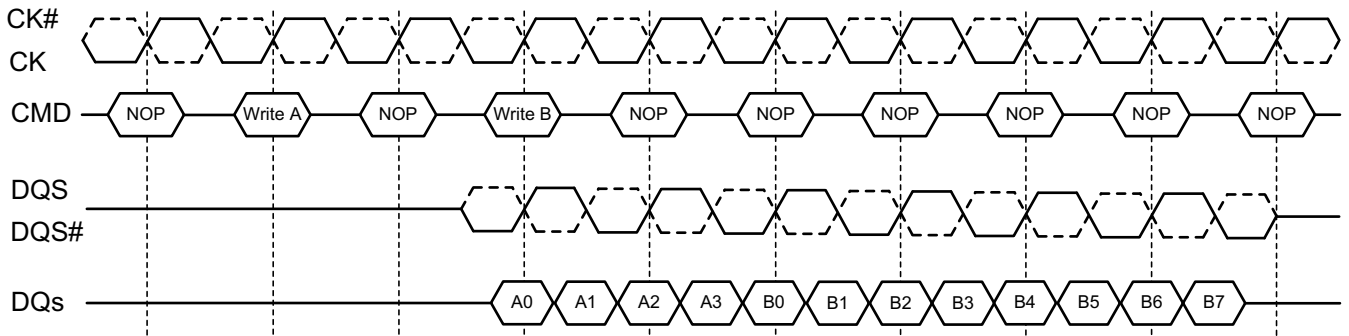 CK#
CK
CMD NOP Write A NOP Write B NOP NOP NOP NOP NOP NOP
DQS
DQS#
DQs A0 A1 A2 A3 B0 B1 B2 B3 B4 B5 B6 B7